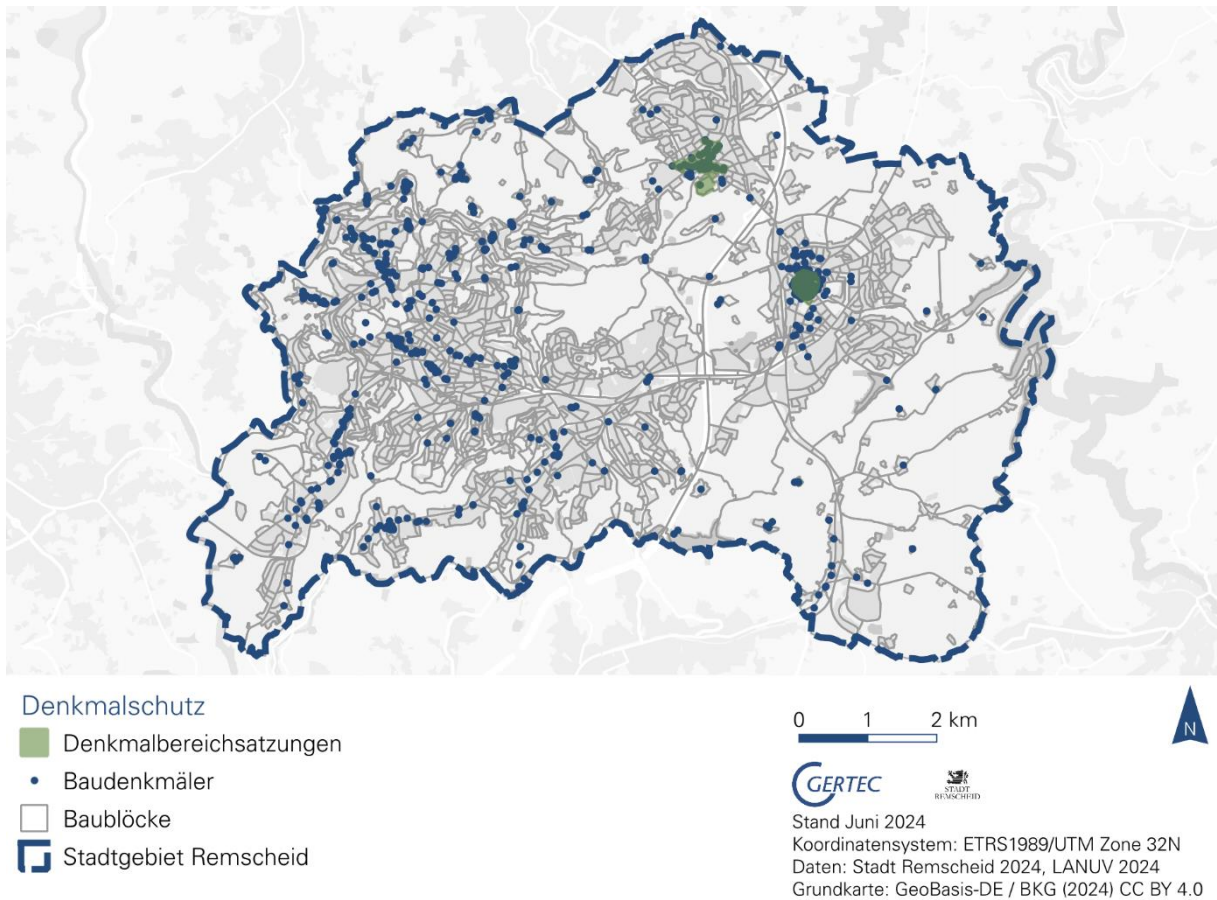 Denkmalschutz
Denkmalbereichsatzungen
Baudenkmäler
Baublöcke
Stadtgebiet Remscheid
0 1 2 km
N
GERTEC
STADT
REMSCHEID
Stand Juni 2024
Koordinatensystem: ETRS1989/UTM Zone 32N
Daten: Stadt Remscheid 2024, LANUV 2024
Grundkarte: GeoBasis-DE / BKG (2024) CC BY 4.0